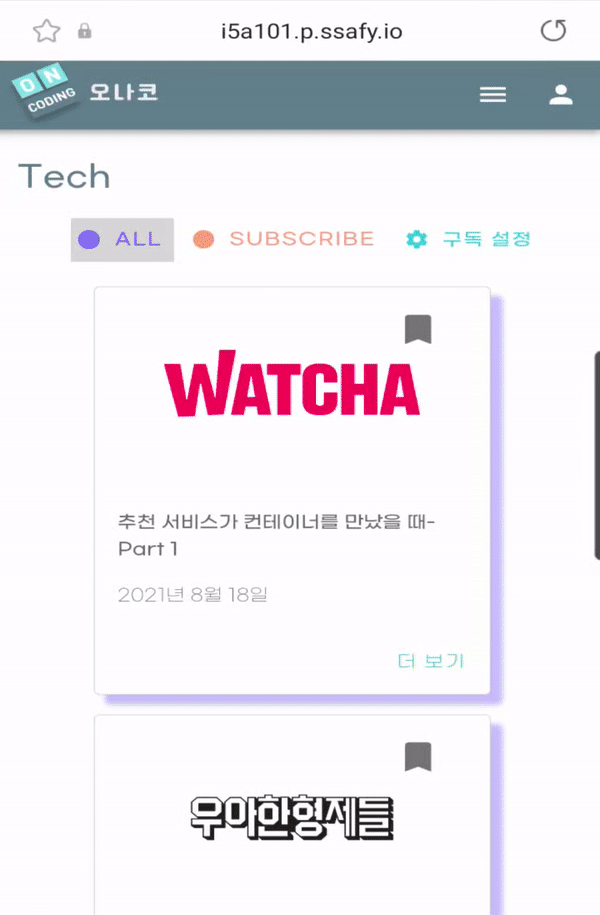 i5a101.p.ssafy.io
ON
CODING
오나코
Tech
ALL
SUBSCRIBE
구독 설정
WATCHA
추천 서비스가 컨테이너를 만났을 때-
Part 1
2021년 8월 18일
더 보기
우아한형제들